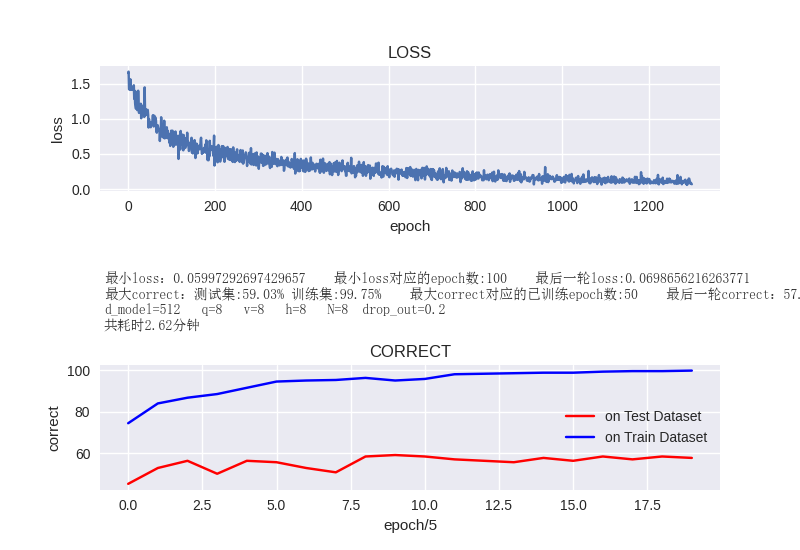 LOSS
1.5
1.0
0.5
0.0
loss
0 200 400 600 800 1000 1200
epoch
最小loss：0.05997292697429657 最小loss对应的epoch数:100 最后一轮loss:0.0698656216263771
最大correct：测试集:59.03% 训练集:99.75% 最大correct对应的已训练epoch数:50 最后一轮correct：57.
d_model=512 q=8 v=8 h=8 N=8 drop_out=0.2
共耗时2.62分钟
CORRECT
100
80
60
correct
on Test Dataset
on Train Dataset
0.0 2.5 5.0 7.5 10.0 12.5 15.0 17.5
epoch/5